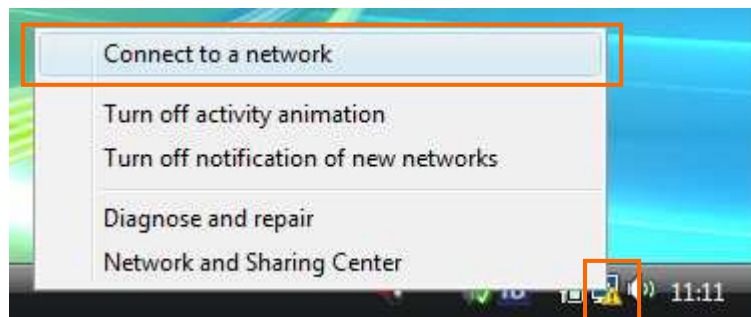 Connect to a network
Turn off activity animation
Turn off notification of new networks
Diagnose and repair
Network and Sharing Center
11:11